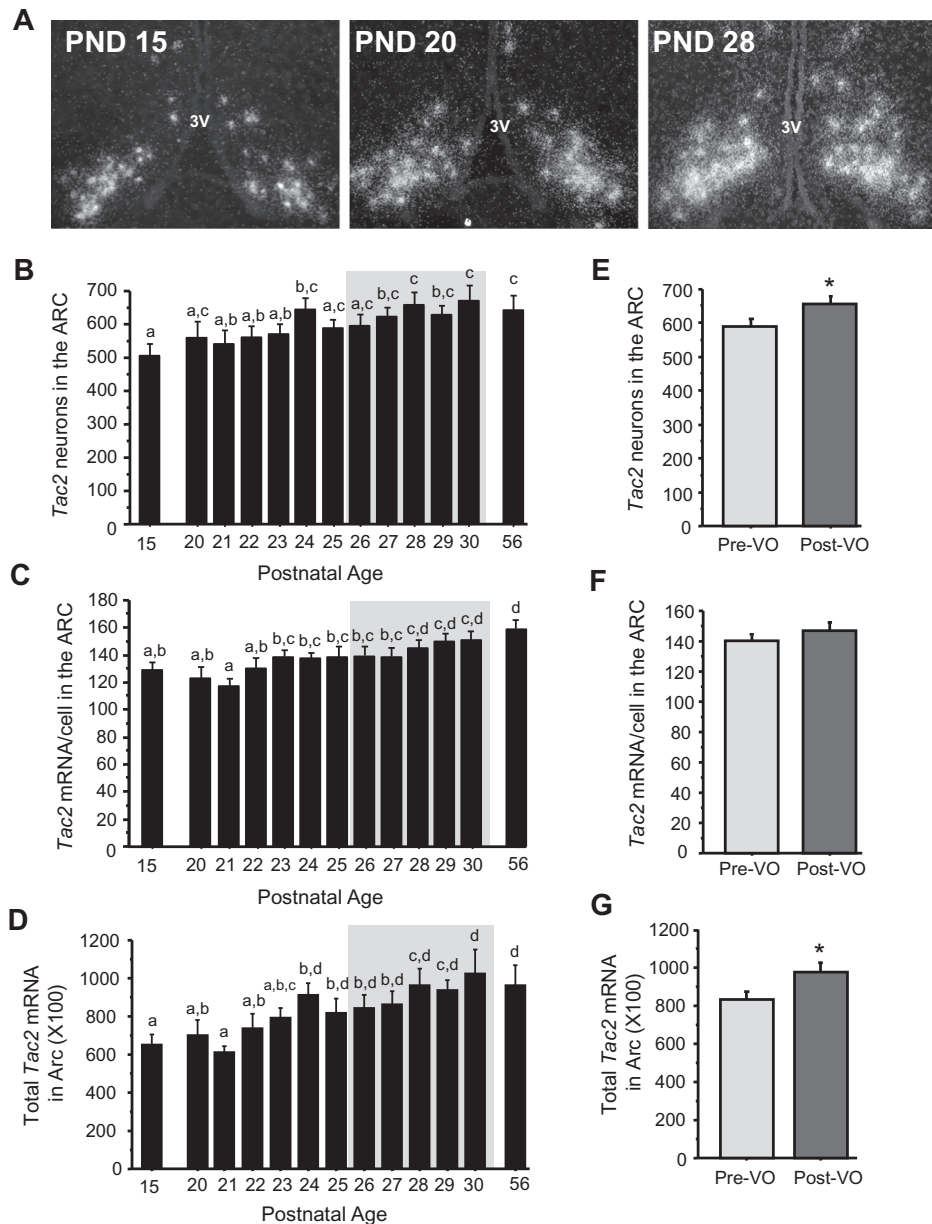 A
PND 15
PND 20
PND 28
3V
3V
3V
B
Tac2 neurons in the ARC
700
600
500
400
300
200
100
0
a
a,c
a,b
a,b
a,b
b,c
a,c
a,c
b,c
c
b,c
c
c
15 20 21 22 23 24 25 26 27 28 29 30 56
Postnatal Age
E
Tac2 neurons in the ARC
700
600
500
400
300
200
100
0
*
Pre-VO Post-VO
C
Tac2 mRNA/cell in the ARC
180
160
140
120
100
80
60
40
20
0
a,b
a,b
a
a,b
b,c
b,c
b,c
b,c
b,c
c,d
c,d
c,d
d
15 20 21 22 23 24 25 26 27 28 29 30 56
Postnatal Age
F
Tac2 mRNA/cell in the ARC
160
140
120
100
80
60
40
20
0
Pre-VO Post-VO
D
Total Tac2 mRNA
in Arc (X100)
1200
1000
800
600
400
200
0
a
a,b
a
a,b
a,b,c
b,d
b,d
b,d
b,d
c,d
c,d
d
d
15 20 21 22 23 24 25 26 27 28 29 30 56
Postnatal Age
G
Total Tac2 mRNA
in Arc (X100)
1200
1000
800
600
400
200
0
*
Pre-VO Post-VO